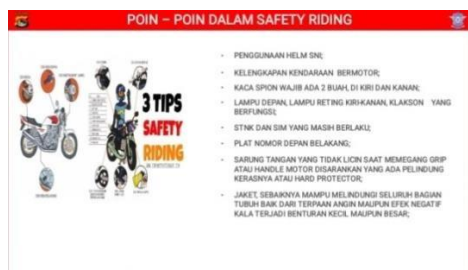 POIN – POIN DALAM SAFETY RIDING
3 TIPS
SAFETY
RIDING
- PENGGUNAAN HELM SNI;
- KELENGKAPAN KENDARAAN BERMOTOR;
- KACA SPION WAJIB ADA 2 BUAH, DI KIRI DAN KANAN;
- LAMPU DEPAN, LAMPU RETING KIRI-KANAN, KLAKSON YANG
BERFUNGSI;
- STNK DAN SIM YANG MASIH BERLAKU;
- PLAT NOMOR DEPAN BELAKANG;
- SARUNG TANGAN YANG TIDAK LICIN SAAT MEMEGANG GRIP
ATAU HANDLE MOTOR DISARANKAN YANG ADA PELINDUNG
KERASNYA ATAU HARD PROTECTOR;
- JAKET, SEBAIKNYA MAMPU MELINDUNGI SELURUH BAGIAN
TUBUH BAIK DARI TERPAAN ANGIN MAUPUN EFEK NEGATIF
KALA TERJADI BENTURAN KECIL MAUPUN BESAR;